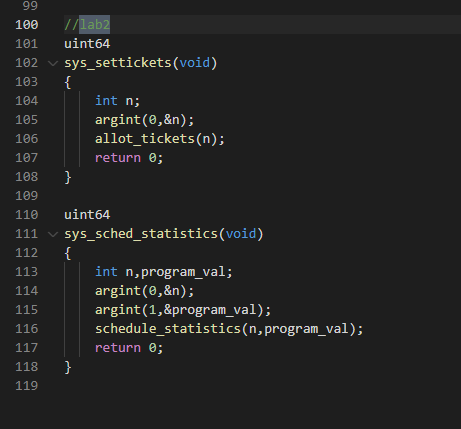 99
100 //lab2
101 uint64
102 sys_settickets(void)
103 {
104     int n;
105     argint(0,&n);
106     allot_tickets(n);
107     return 0;
108 }
109
110 uint64
111 sys_sched_statistics(void)
112 {
113     int n,program_val;
114     argint(0,&n);
115     argint(1,&program_val);
116     schedule_statistics(n,program_val);
117     return 0;
118 }
119